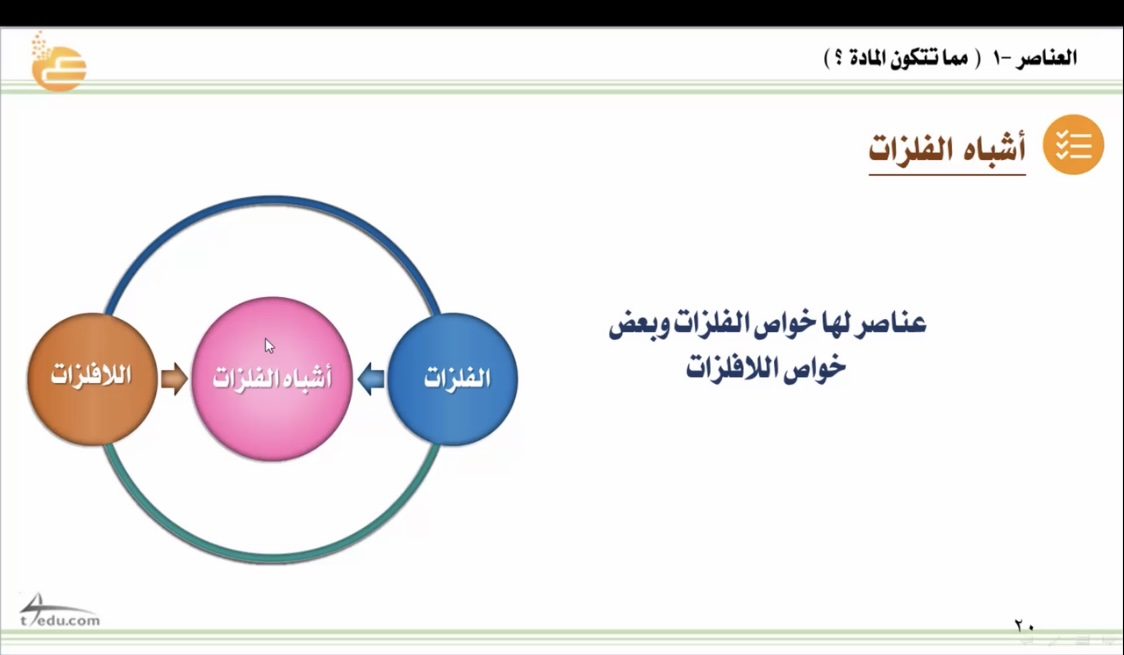 العناصر -١ ( مما تتكون المادة ؟ )
أشباه الفلزات
عناصر لها خواص الفلزات وبعض
خواص اللافلزات
الفلزات
أشباه الفلزات
اللافلزات
t4edu.com
٢٠